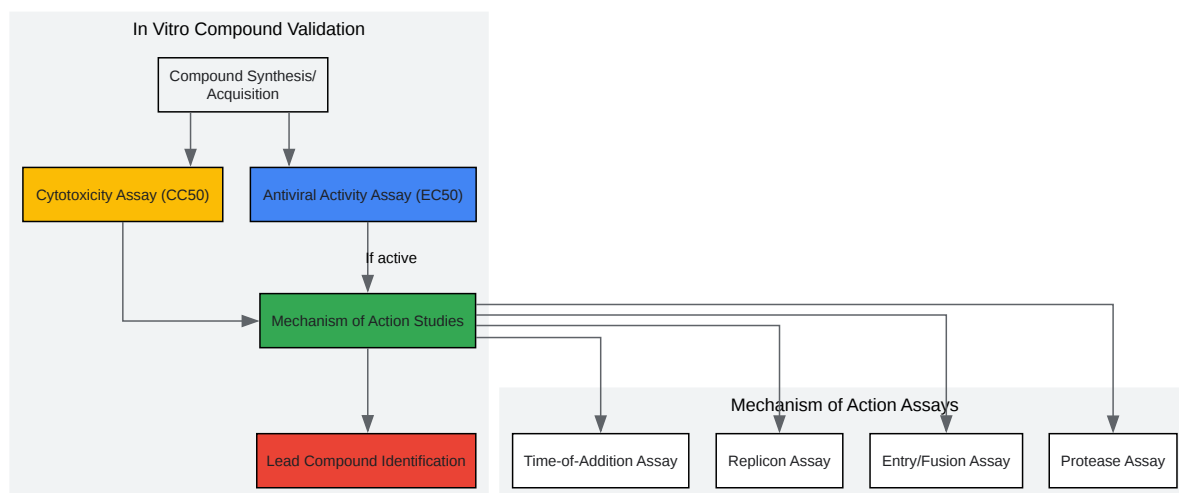 In Vitro Compound Validation
Compound Synthesis/
Acquisition
Cytotoxicity Assay (CC50)
Antiviral Activity Assay (EC50)
If active
Mechanism of Action Studies
Lead Compound Identification
Mechanism of Action Assays
Time-of-Addition Assay
Replicon Assay
Entry/Fusion Assay
Protease Assay